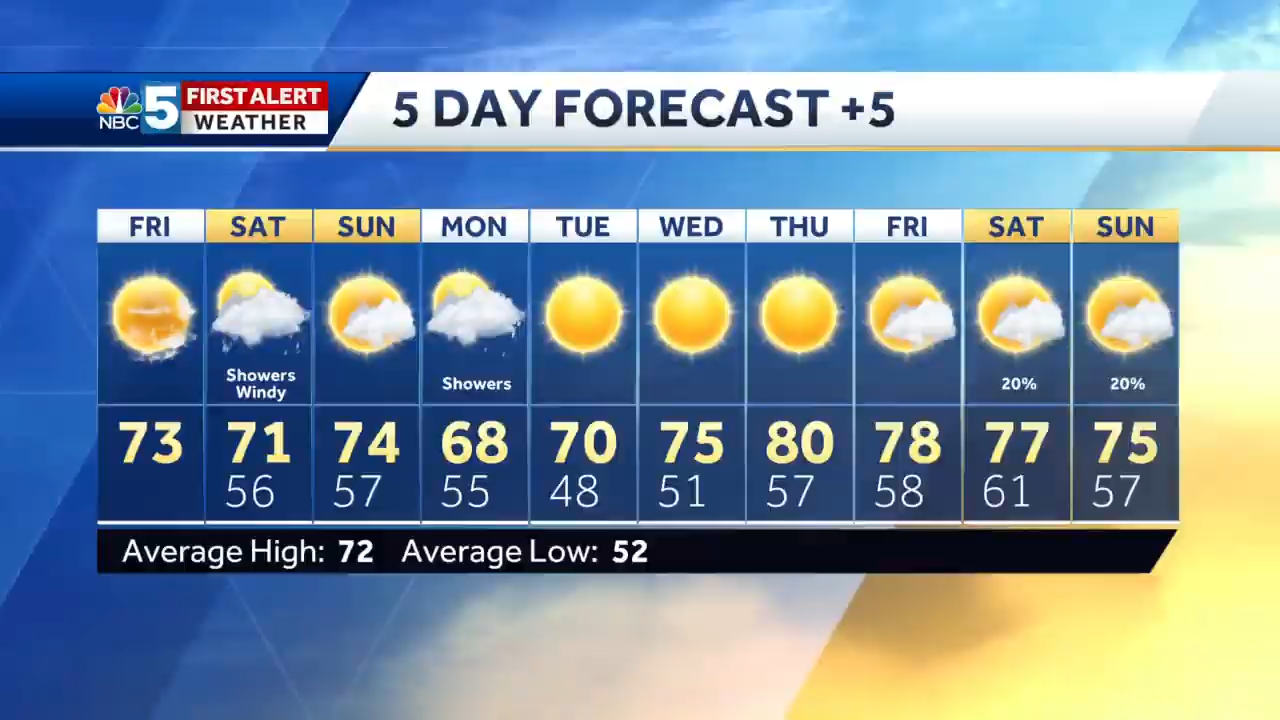 NBC 5 FIRST ALERT WEATHER
5 DAY FORECAST +5
FRI SAT SUN MON TUE WED THU FRI SAT SUN
Showers Windy Showers 20% 20%
73 71 74 68 70 75 80 78 77 75
56 57 55 48 51 57 58 61 57
Average High: 72 Average Low: 52